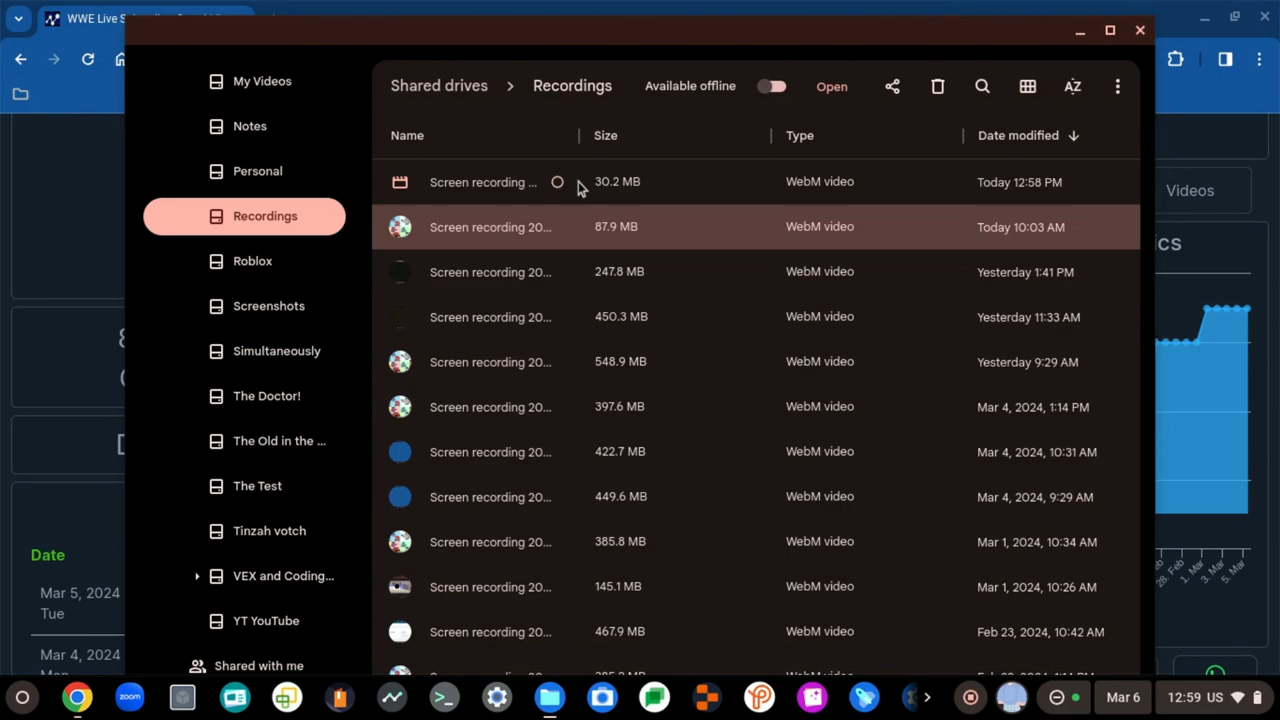 WWE Live S
My Videos
Notes
Personal
Recordings
Roblox
Screenshots
Simultaneously
The Doctor!
The Old in the ...
The Test
Tinzah votch
VEX and Coding...
YT YouTube
Shared with me
Shared drives > Recordings Available offline Open AZ
Name Size Type Date modified
Screen recording ... 30.2 MB WebM video Today 12:58 PM
Screen recording 20... 87.9 MB WebM video Today 10:03 AM
Screen recording 20... 247.8 MB WebM video Yesterday 1:41 PM
Screen recording 20... 450.3 MB WebM video Yesterday 11:33 AM
Screen recording 20... 548.9 MB WebM video Yesterday 9:29 AM
Screen recording 20... 397.6 MB WebM video Mar 4, 2024, 1:14 PM
Screen recording 20... 422.7 MB WebM video Mar 4, 2024, 10:31 AM
Screen recording 20... 449.6 MB WebM video Mar 4, 2024, 9:29 AM
Screen recording 20... 385.8 MB WebM video Mar 1, 2024, 10:34 AM
Screen recording 20... 145.1 MB WebM video Mar 1, 2024, 10:26 AM
Screen recording 20... 467.9 MB WebM video Feb 23, 2024, 10:42 AM
Videos
cs
28. Feb 1. Mar 3. Mar 5. Mar
Date
Mar 5, 2024
Tue
Mar 4, 2024
zoom
Mar 6
12:59 US